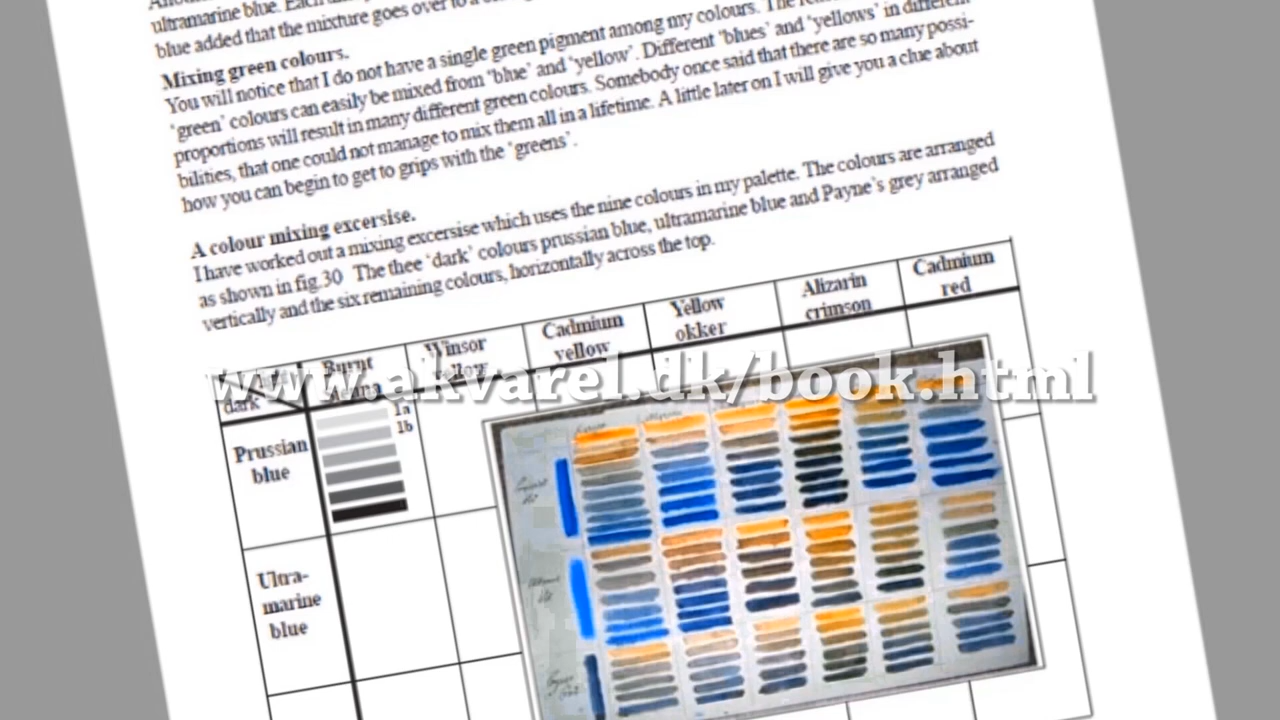 ultramarine blue. Each
blue added that the mixture goes over to a
Mixing green colours.
You will notice that I do not have a single green pigment among my colours. The
'green' colours can easily be mixed from 'blue' and 'yellow'. Different 'blues' and 'yellows' in different
proportions will result in many different green colours. Somebody once said that there are so many possi-
bilities, that one could not manage to mix them all in a lifetime. A little later on I will give you a clue about
how you can begin to get to grips with the 'greens'.
A colour mixing excersise.
I have worked out a mixing excersise which uses the nine colours in my palette. The colours are arranged
as shown in fig.30 The thee 'dark' colours prussian blue, ultramarine blue and Payne's grey arranged
vertically and the six remaining colours, horizontally across the top.
Burnt
Winsor
yellow
Cadmium
yellow
Yellow
okker
Alizarin
crimson
Cadmium
red
dark
www.akvarel.dk/book.html
1a
1b
Prussian
blue
Ultra-
marine
blue